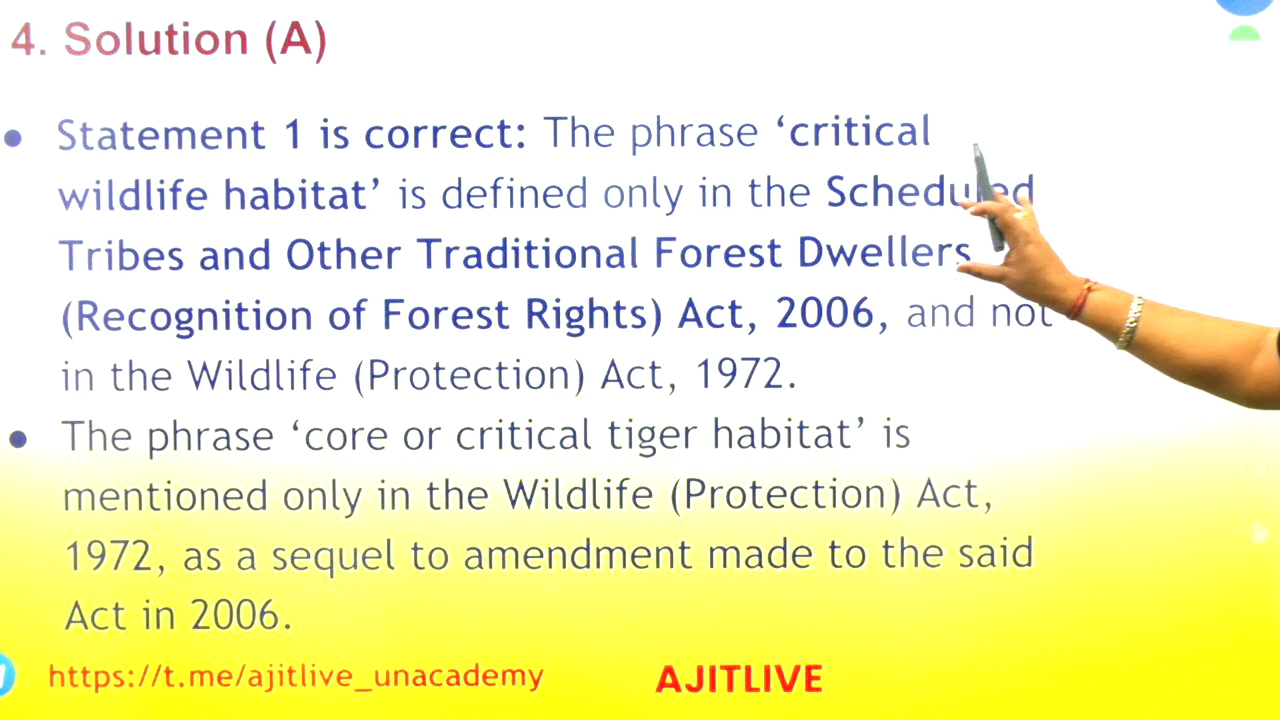 4. Solution (A)
• Statement 1 is correct: The phrase ‘critical
wildlife habitat’ is defined only in the Scheduled
Tribes and Other Traditional Forest Dwellers
(Recognition of Forest Rights) Act, 2006, and not
in the Wildlife (Protection) Act, 1972.
• The phrase ‘core or critical tiger habitat’ is
mentioned only in the Wildlife (Protection) Act,
1972, as a sequel to amendment made to the said
Act in 2006.
https://t.me/ajitlive_unacademy AJITLIVE